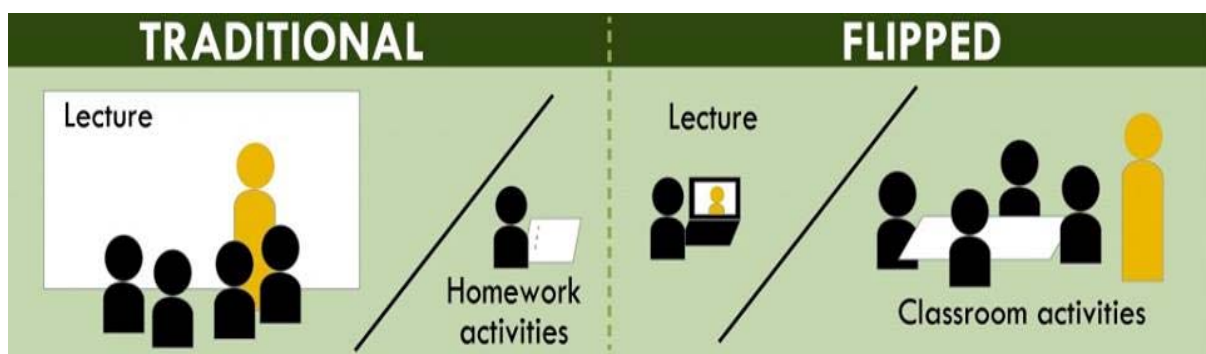 TRADITIONAL
Lecture
Homework
activities
FLIPPED
Lecture
Classroom activities